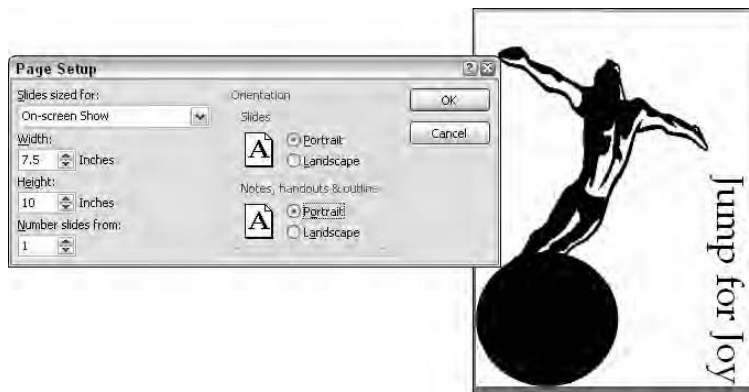 Page Setup
Slides sized for:
On-screen Show
Width:
7.5 Inches
Height:
10 Inches
Number slides from:
1
Orientation
Slides
A
Portrait
Landscape
Notes, handouts & outline
A
Portrait
Landscape
OK
Cancel
Jump for Joy